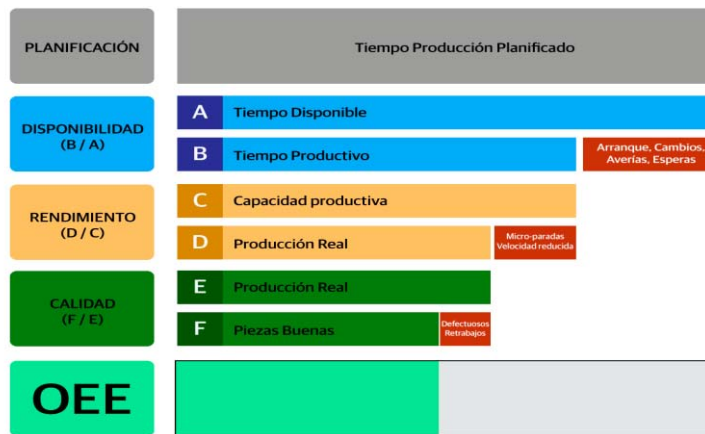 PLANIFICACIÓN
Tiempo Producción Planificado
DISPONIBILIDAD
(B / A)
A
Tiempo Disponible
B
Tiempo Productivo
Arranque, Cambios,
Averías, Esperas
RENDIMIENTO
(D / C)
C
Capacidad productiva
D
Producción Real
Micro-paradas
Velocidad reducida
CALIDAD
(F / E)
E
Producción Real
F
Piezas Buenas
Defectuosos
Retrabajos
OEE